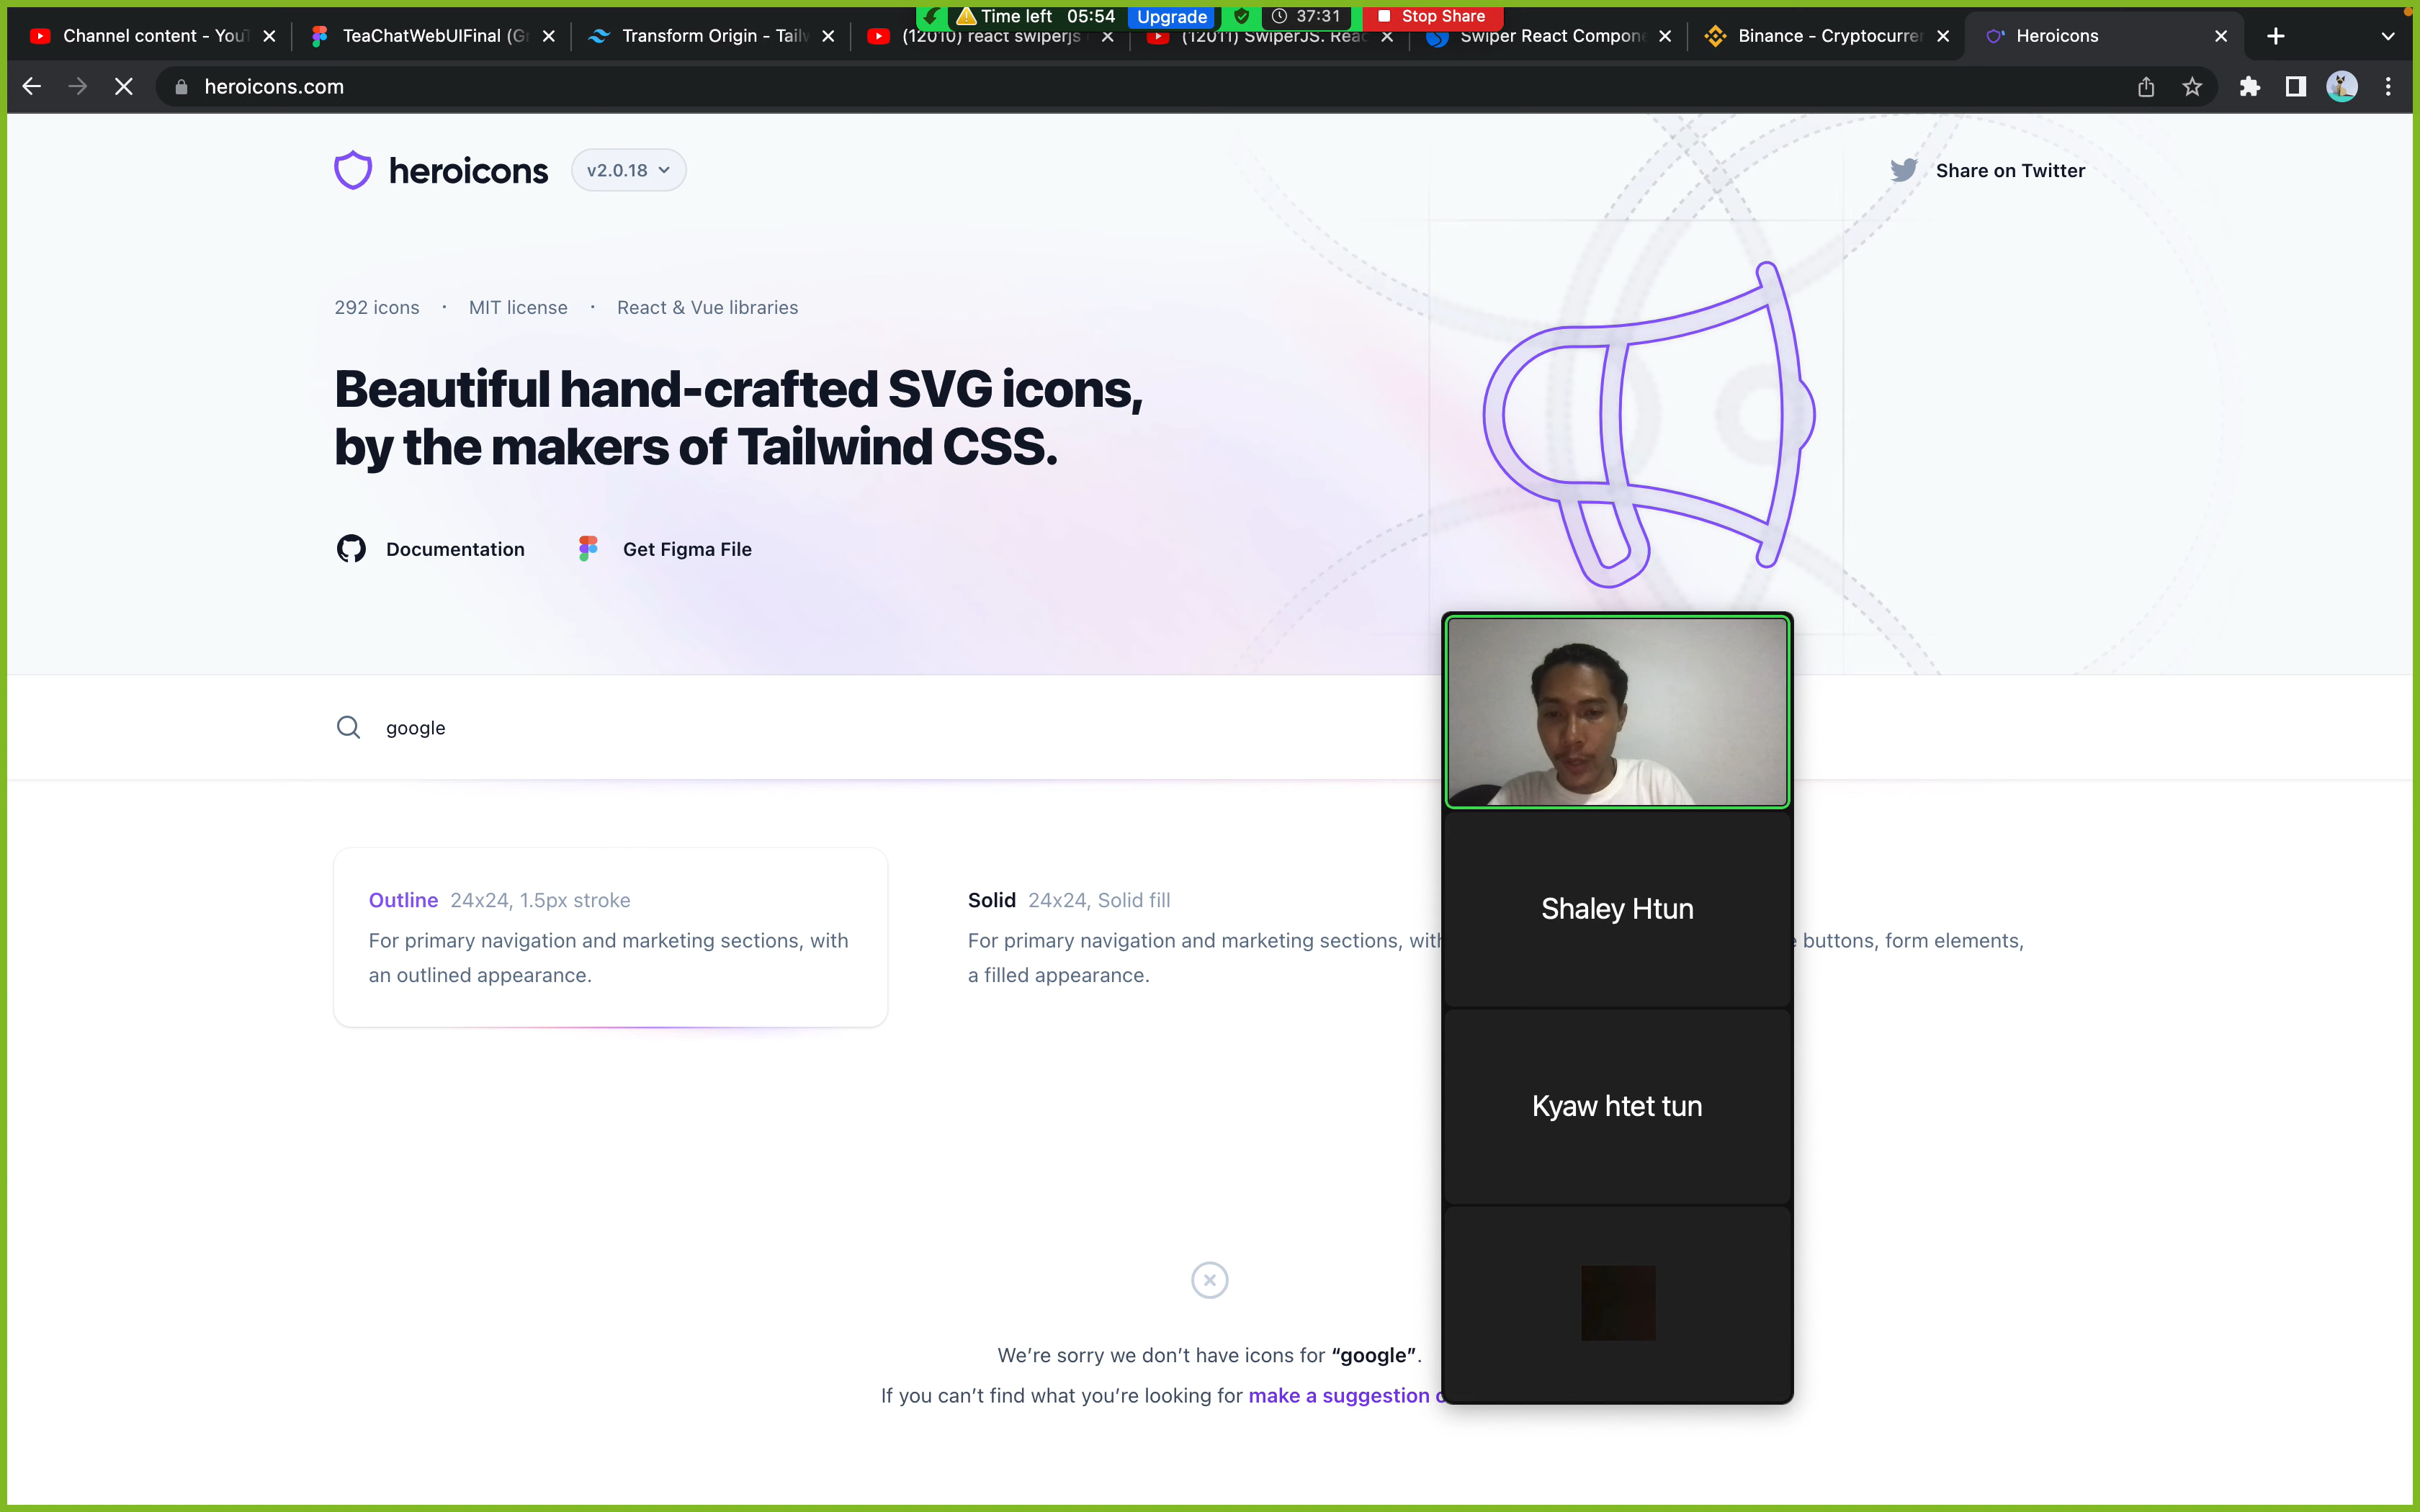 Time left 05:54 Upgrade 37:31 Stop Share
Channel content - YouT
TeaChatWebUIFinal (Gr
Transform Origin - Tailw
(12010) react swiperjs
(12011) SwiperJS. Reac
Swiper React Compone
Binance - Cryptocurren
Heroicons
heroicons.com
heroicons
v2.0.18
Share on Twitter
292 icons · MIT license · React & Vue libraries
Beautiful hand-crafted SVG icons,
by the makers of Tailwind CSS.
Documentation
Get Figma File
google
Outline 24x24, 1.5px stroke
For primary navigation and marketing sections, with
an outlined appearance.
Solid 24x24, Solid fill
For primary navigation and marketing sections, with
a filled appearance.
buttons, form elements,
Shaley Htun
Kyaw htet tun
We’re sorry we don’t have icons for “google”.
If you can’t find what you’re looking for make a suggestion